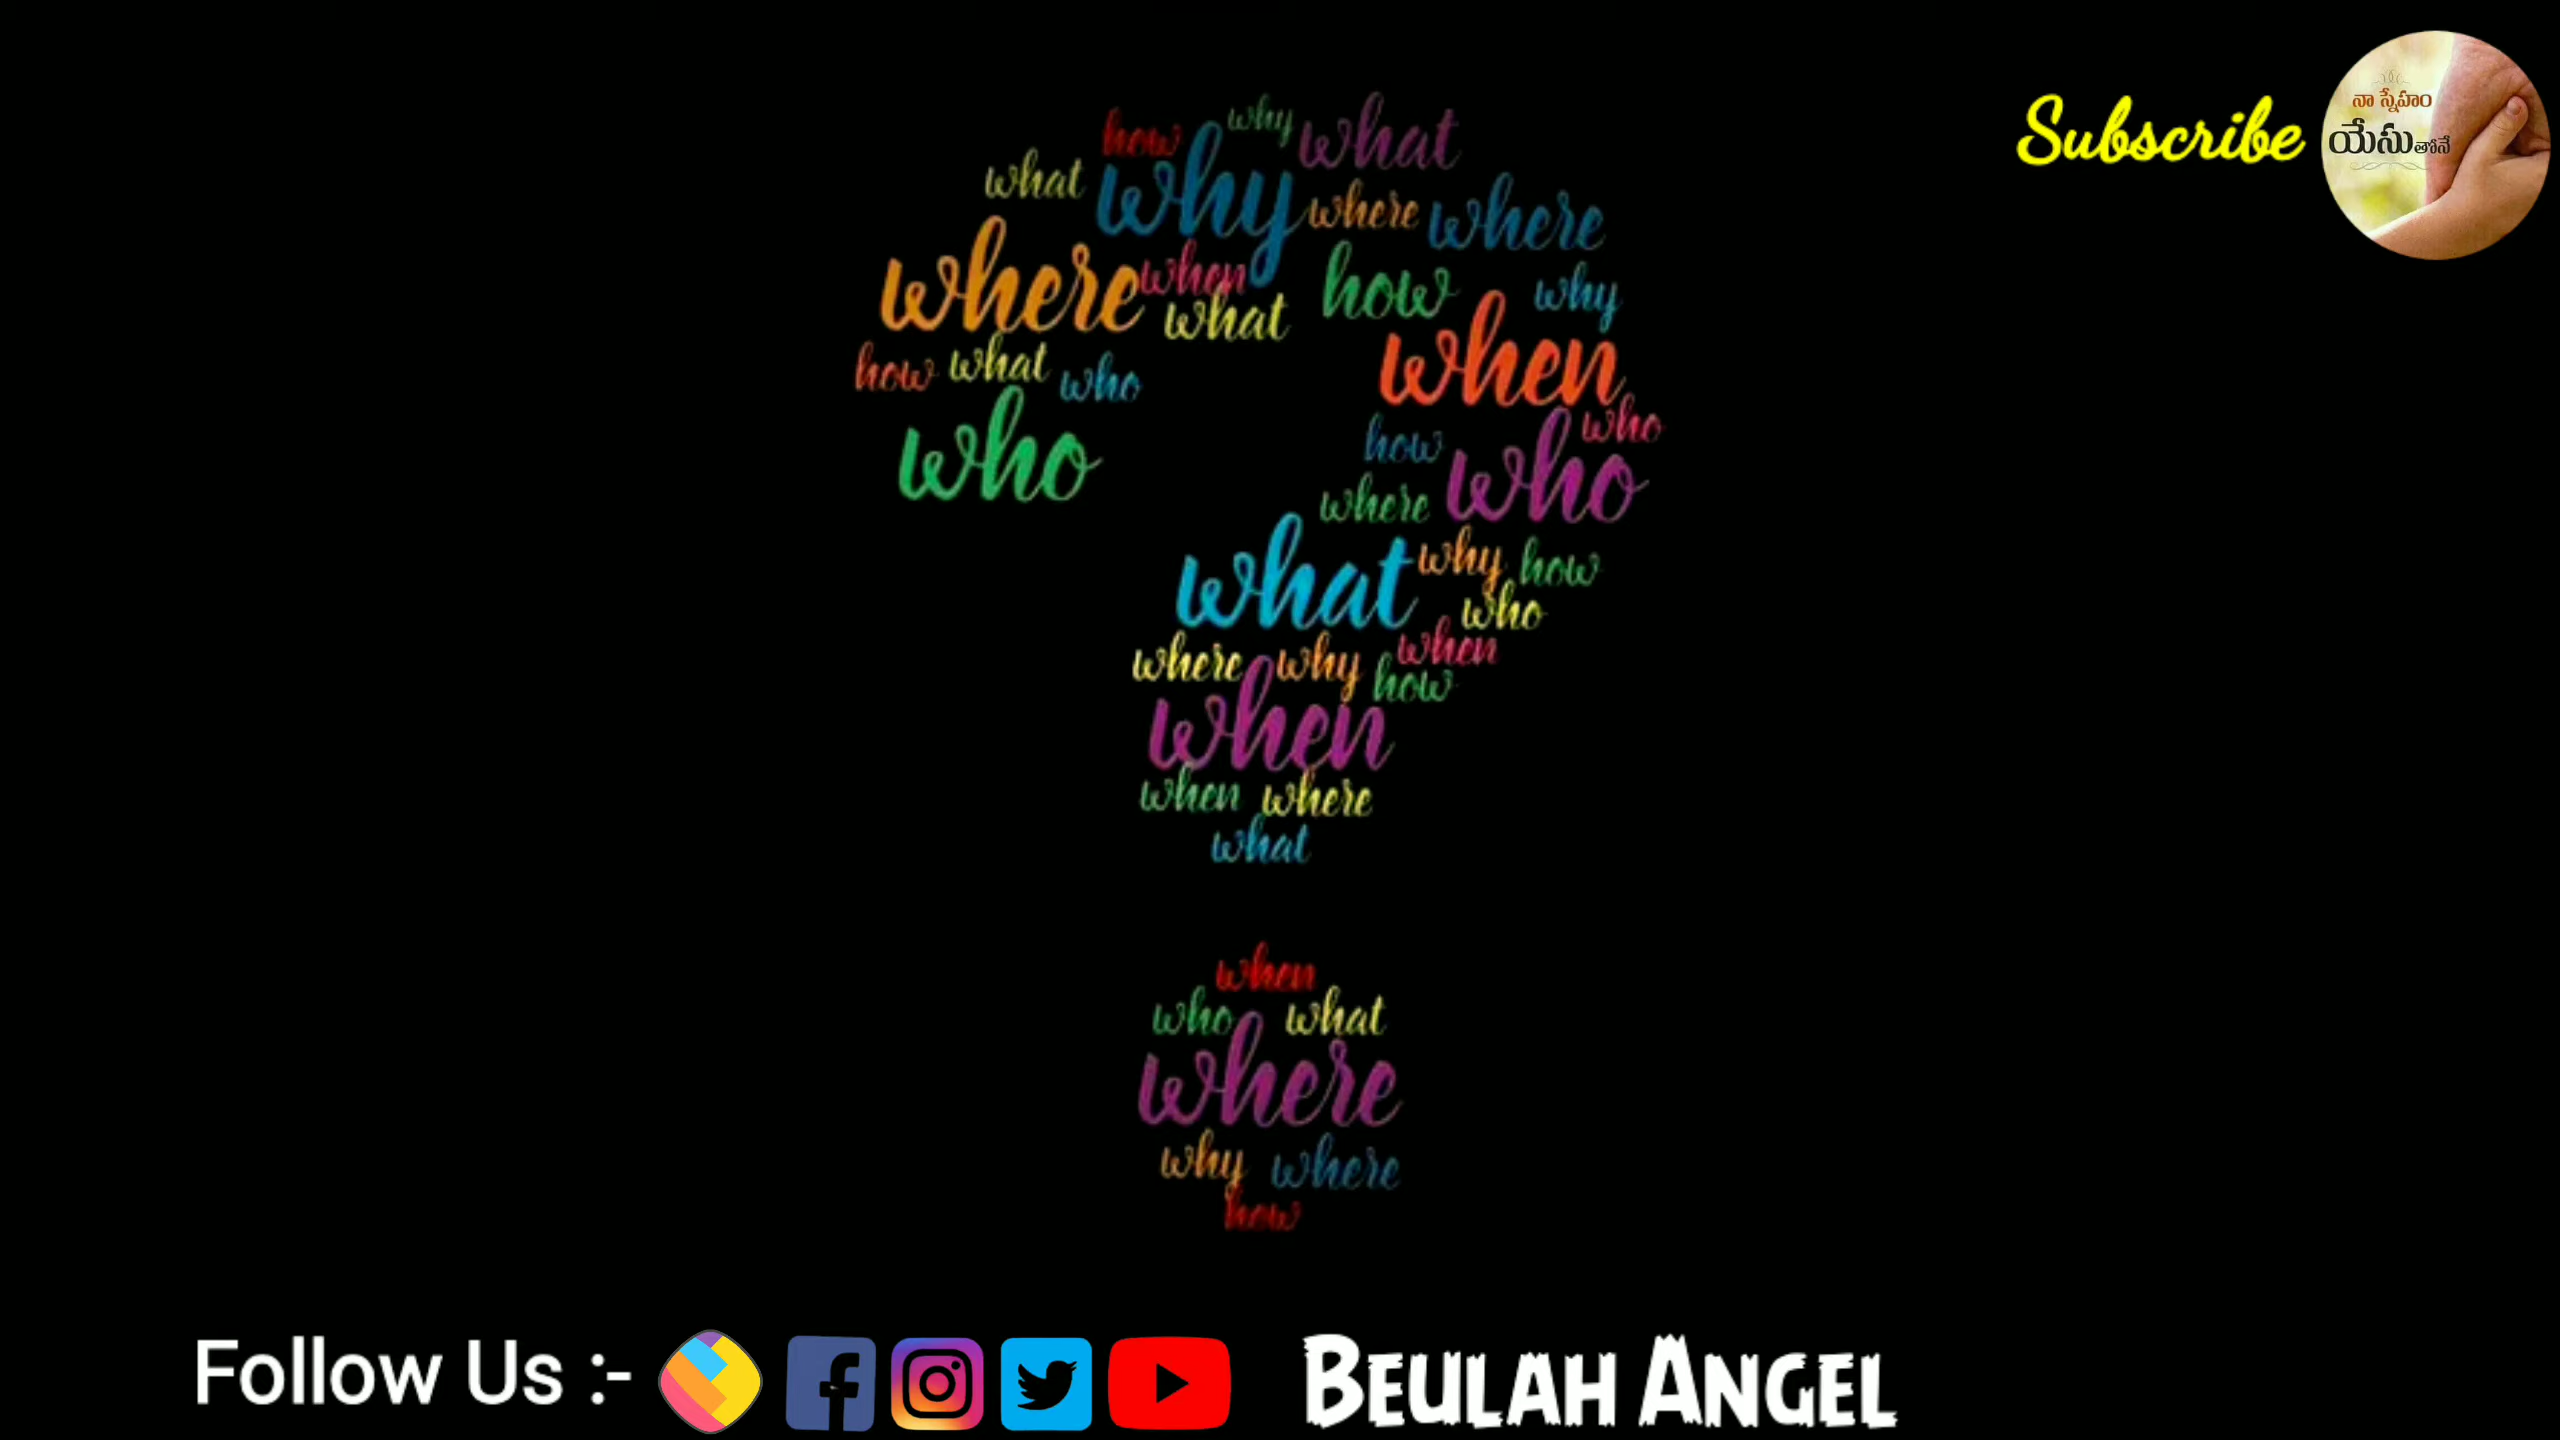 Subscribe
నా స్నేహం
యేసుతోనే
how why what
what why where where
where when how why
what when
how what who
who how who
where who
what why how
who
where why when
how
when
when where
what
when
who what
where
why where
how
Follow Us :- BEULAH ANGEL